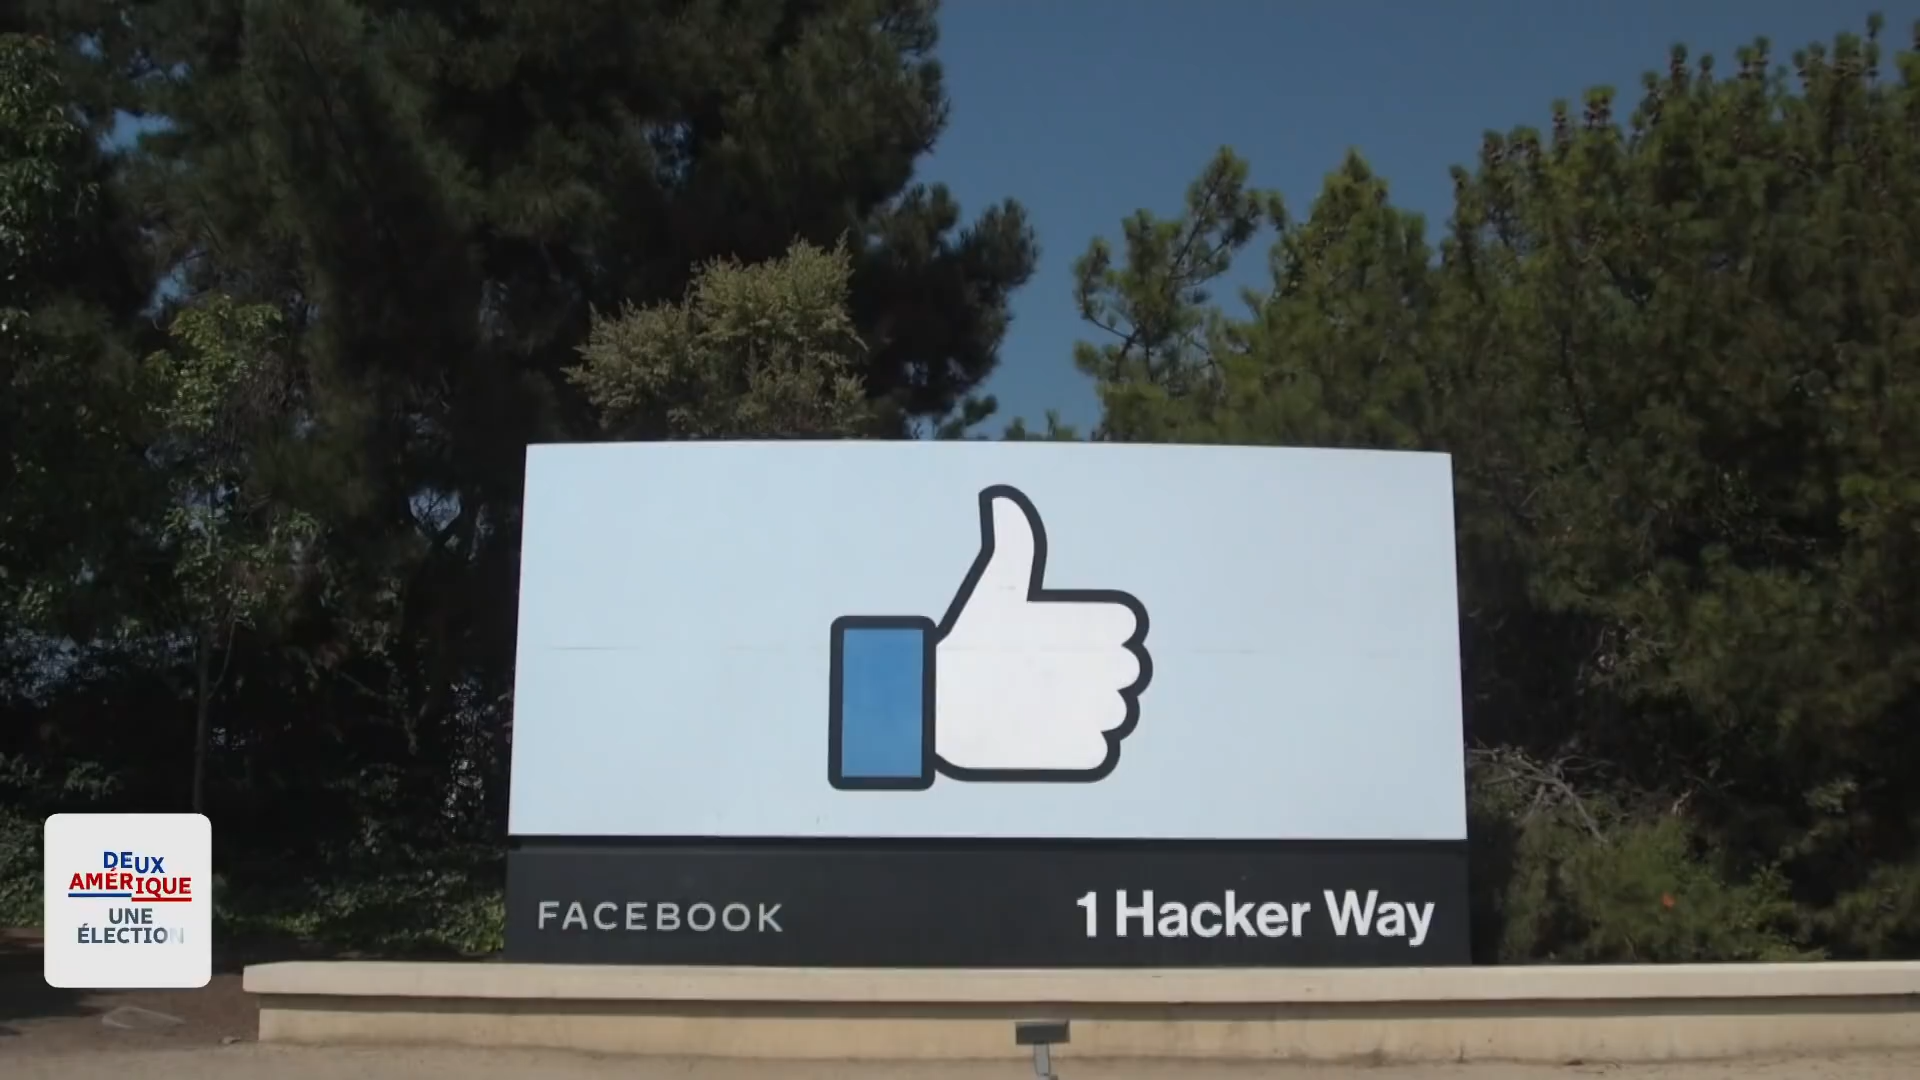 FACEBOOK
1 Hacker Way
DEUX
AMÉRIQUE
UNE
ÉLECTION